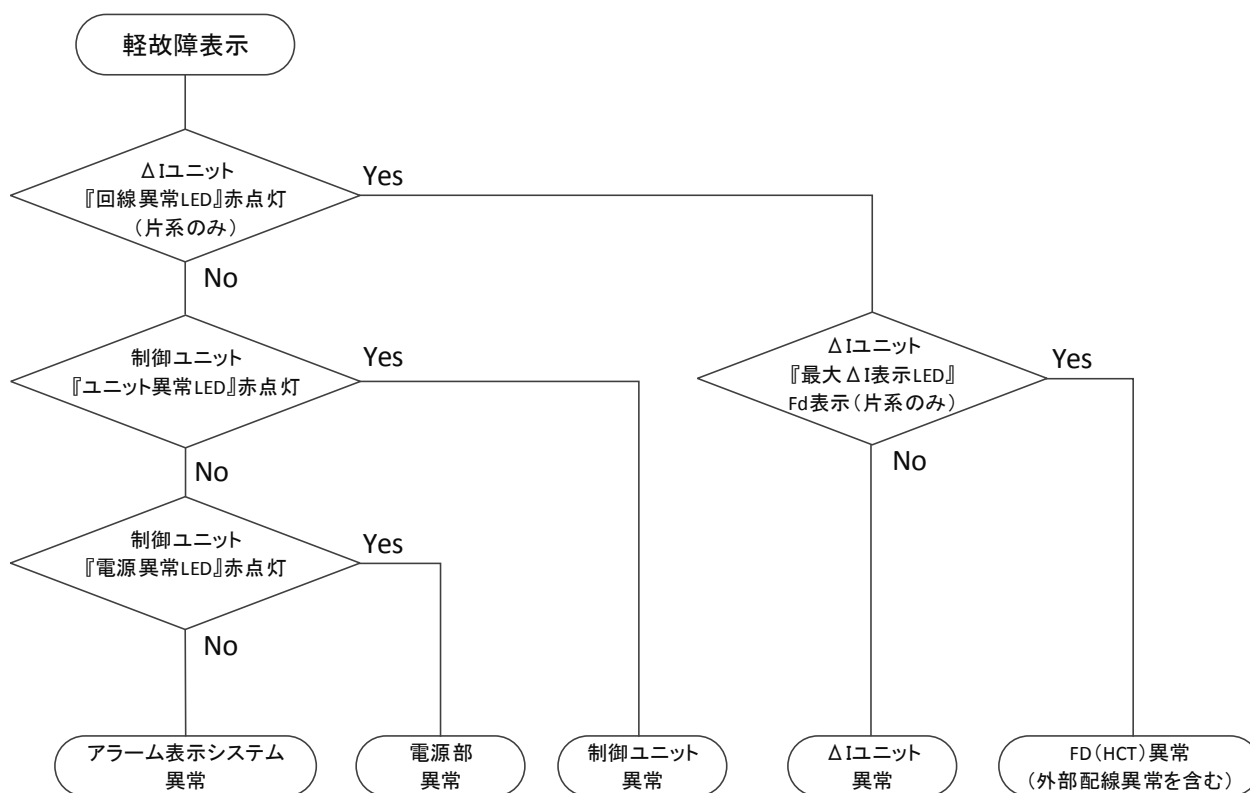 軽故障表示
ΔIユニット
『回線異常LED』赤点灯
（片系のみ）
Yes
No
制御ユニット
『ユニット異常LED』赤点灯
Yes
ΔIユニット
『最大ΔI表示LED』
Fd表示（片系のみ）
Yes
No
No
制御ユニット
『電源異常LED』赤点灯
Yes
No
アラーム表示システム
異常
電源部
異常
制御ユニット
異常
ΔIユニット
異常
FD（HCT）異常
（外部配線異常を含む）